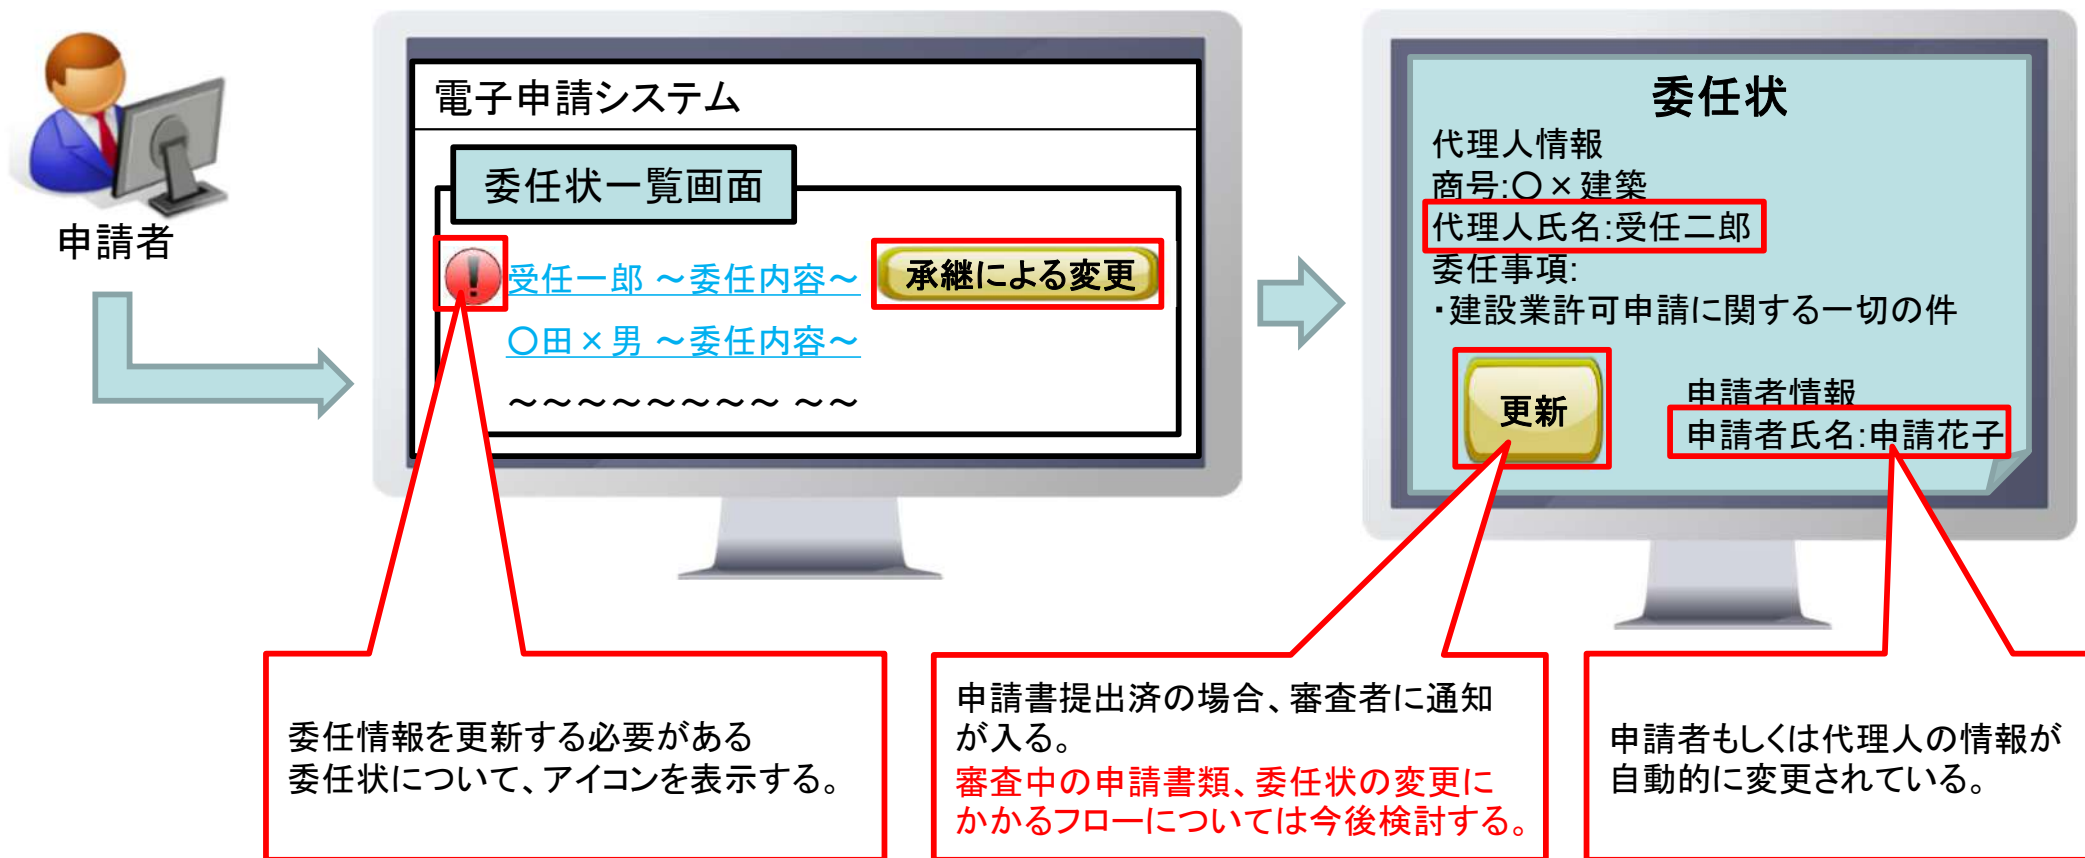 申請者
電子申請システム
委任状一覧画面
受任一郎 ～委任内容～
承継による変更
〇田×男 ～委任内容～
～～～～～～～～ ～～
委任状
代理人情報
商号:〇×建築
代理人氏名:受任二郎
委任事項:
・建設業許可申請に関する一切の件
更新
申請者情報
申請者氏名:申請花子
委任情報を更新する必要がある
委任状について、アイコンを表示する。
申請書提出済の場合、審査者に通知
が入る。
審査中の申請書類、委任状の変更に
かかるフローについては今後検討する。
申請者もしくは代理人の情報が
自動的に変更されている。